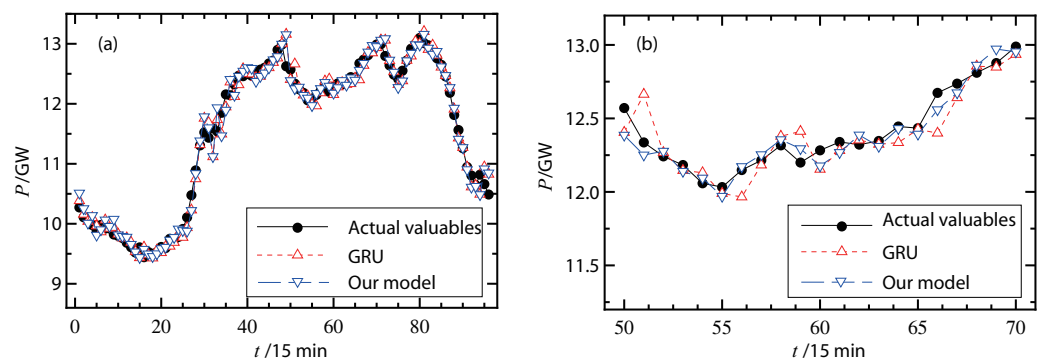 (a)
13
12
11
10
9
P/GW
0
20
40
60
80
t/15 min
Actual valuables
GRU
Our model
(b)
13.0
12.5
12.0
11.5
P/GW
50
55
60
65
70
t/15 min
Actual valuables
GRU
Our model